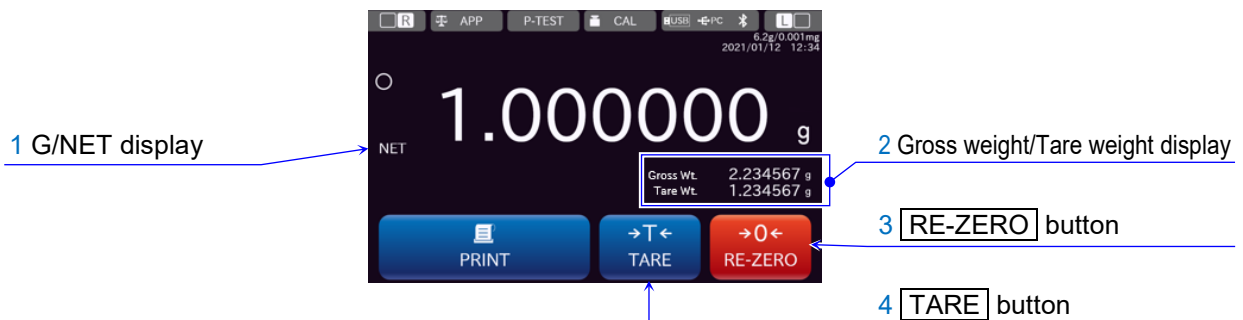 R APP P-TEST CAL USB PC L
6.2g/0.001mg
2021/01/12 12:34
1.000000 g
NET
1 G/NET display
2 Gross weight/Tare weight display
Gross Wt. 2.234567 g
Tare Wt. 1.234567 g
3 RE-ZERO button
→T← →0←
PRINT TARE RE-ZERO
4 TARE button